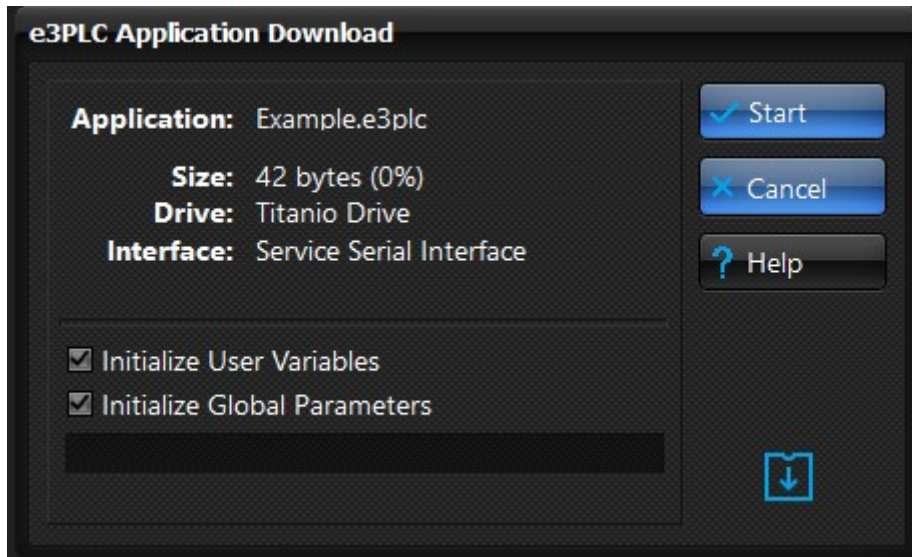 e3PLC Application Download
Application: Example.e3plc
Size: 42 bytes (0%)
Drive: Titanio Drive
Interface: Service Serial Interface
Initialize User Variables
Initialize Global Parameters
Start
Cancel
? Help